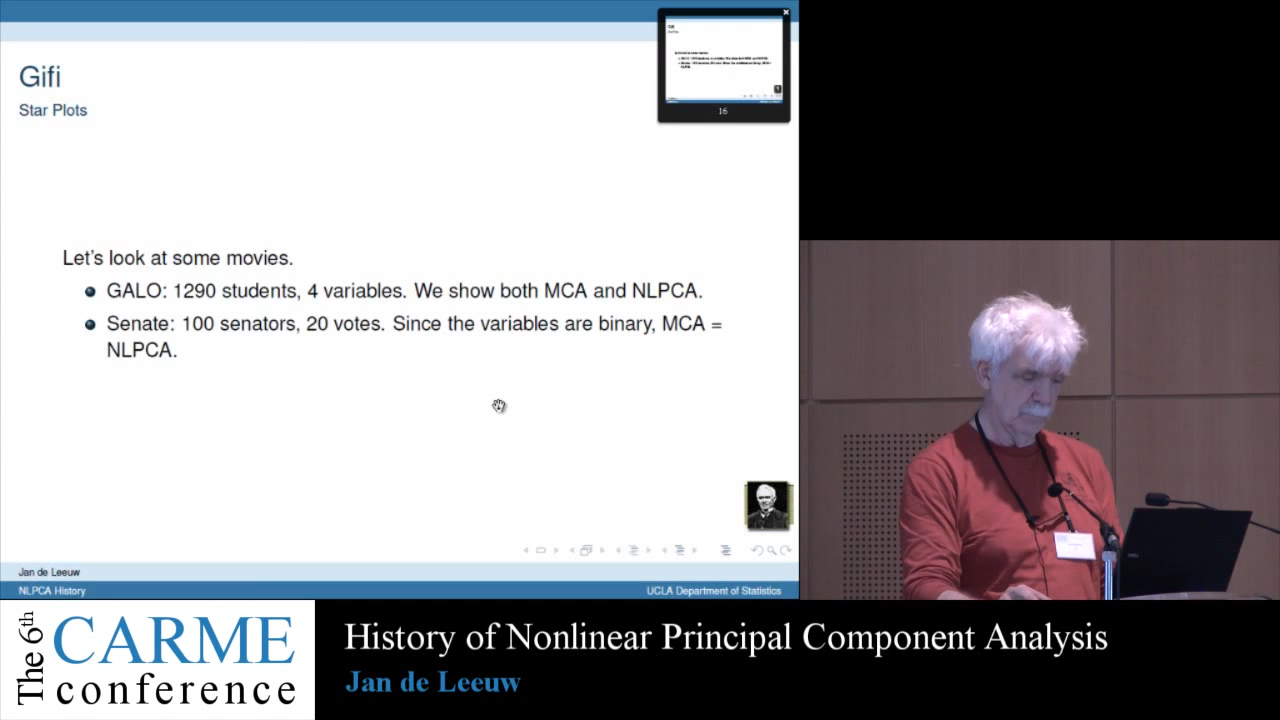 Gifi
Star Plots
16
Let's look at some movies.
GALO: 1290 students, 4 variables. We show both MCA and NLPCA.
Senate: 100 senators, 20 votes. Since the variables are binary, MCA =
NLPCA.
Jan de Leeuw
NLPCA History
UCLA Department of Statistics
The 6th
CARME
conference
History of Nonlinear Principal Component Analysis
Jan de Leeuw